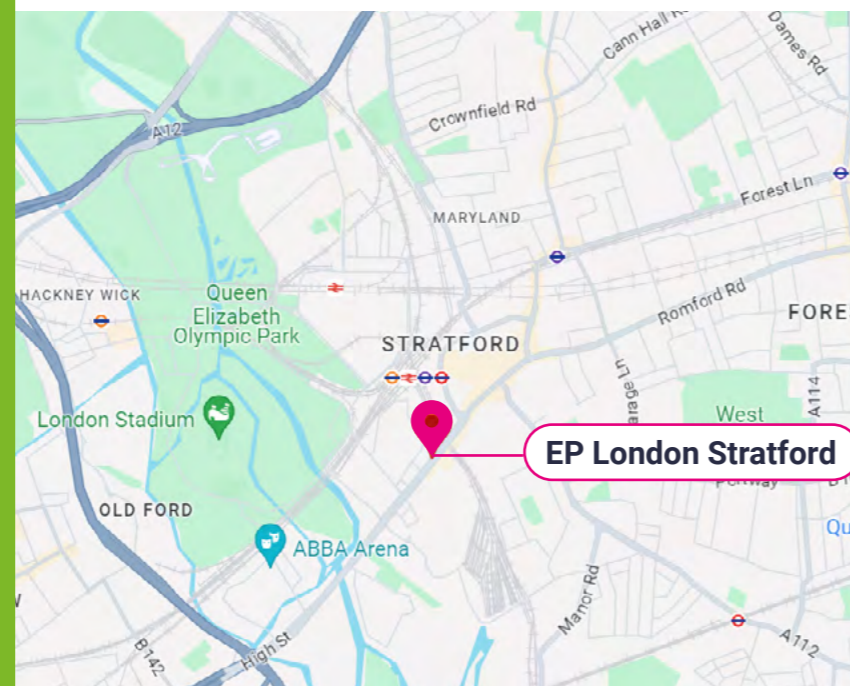 Cann Hall
Dames Rd
A12
Crownfield Rd
MARYLAND
Forest Ln
HACKNEY WICK
Queen
Elizabeth
Olympic Park
Romford Rd
FORE
STRATFORD
A114
London Stadium
West
EP London Stratford
OLD FORD
Qu
ABBA Arena
Manor Rd
B142
High St
A112